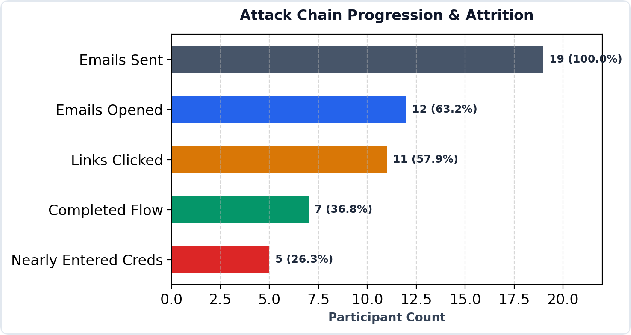 Attack Chain Progression & Attrition
Emails Sent
19 (100.0%)
Emails Opened
12 (63.2%)
Links Clicked
11 (57.9%)
Completed Flow
7 (36.8%)
Nearly Entered Creds
5 (26.3%)
0.0 2.5 5.0 7.5 10.0 12.5 15.0 17.5 20.0
Participant Count